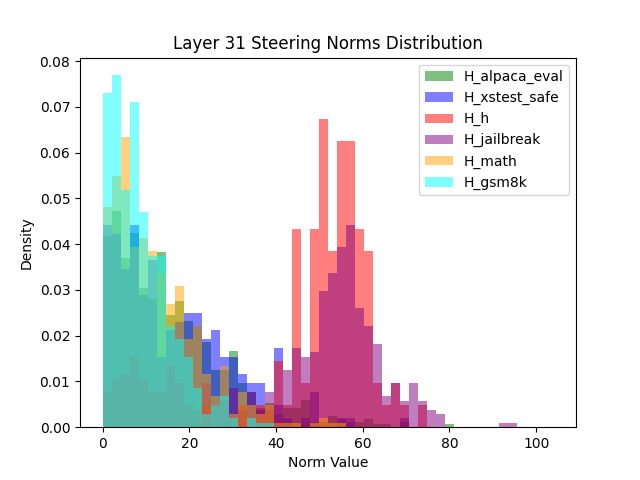 Layer 31 Steering Norms Distribution
H_alpaca_eval
H_xstest_safe
H_h
H_jailbreak
H_math
H_gsm8k
0.08
0.07
0.06
0.05
0.04
0.03
0.02
0.01
0.00
Density
0 20 40 60 80 100
Norm Value